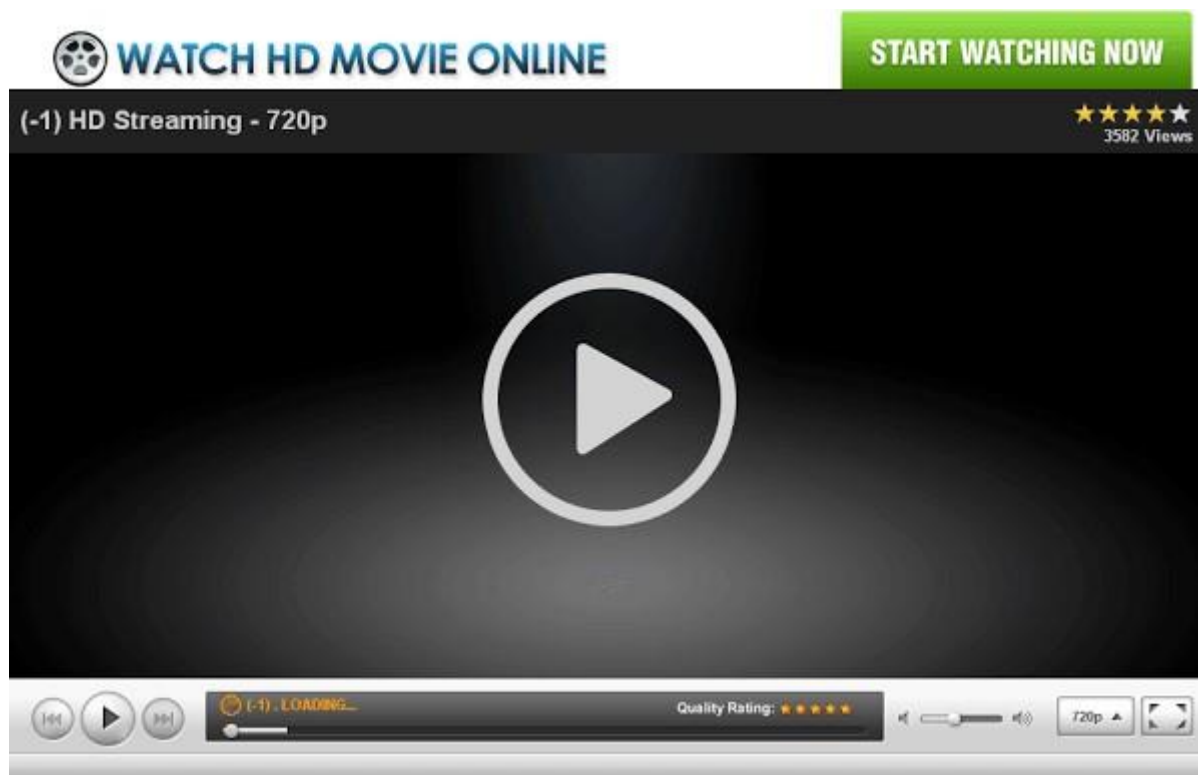 WATCH HD MOVIE ONLINE
START WATCHING NOW
(-1) HD Streaming - 720p
3582 Views
(-1) . LOADING...
Quality Rating:
720p